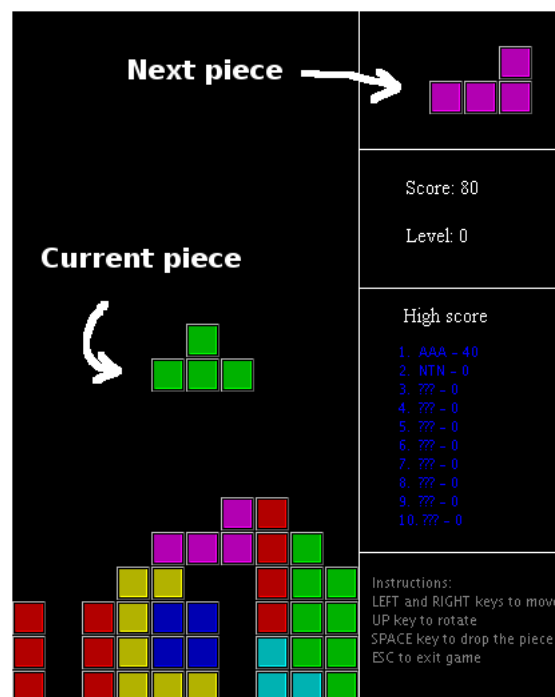 Next piece
Score: 80
Level: 0
Current piece
High score
1. AAA - 40
2. NTN - 0
3. ??? - 0
4. ??? - 0
5. ??? - 0
6. ??? - 0
7. ??? - 0
8. ??? - 0
9. ??? - 0
10. ??? - 0
Instructions:
LEFT and RIGHT keys to move
UP key to rotate
SPACE key to drop the piece
ESC to exit game